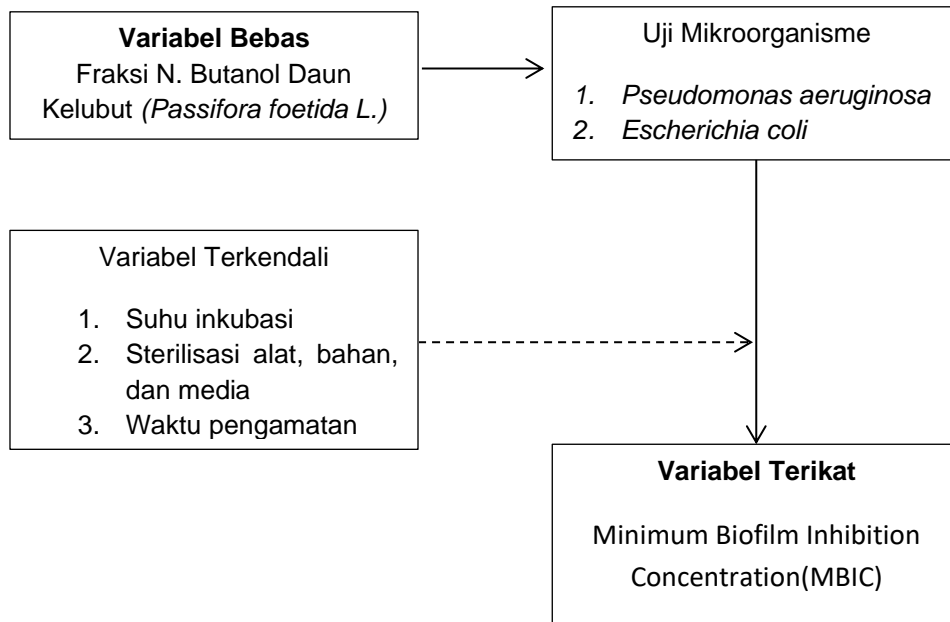 Variabel Bebas
Fraksi N. Butanol Daun
Kelubut (Passifora foetida L.)
Uji Mikroorganisme
1. Pseudomonas aeruginosa
2. Escherichia coli
Variabel Terkendali
1. Suhu inkubasi
2. Sterilisasi alat, bahan,
dan media
3. Waktu pengamatan
Variabel Terikat
Minimum Biofilm Inhibition
Concentration(MBIC)